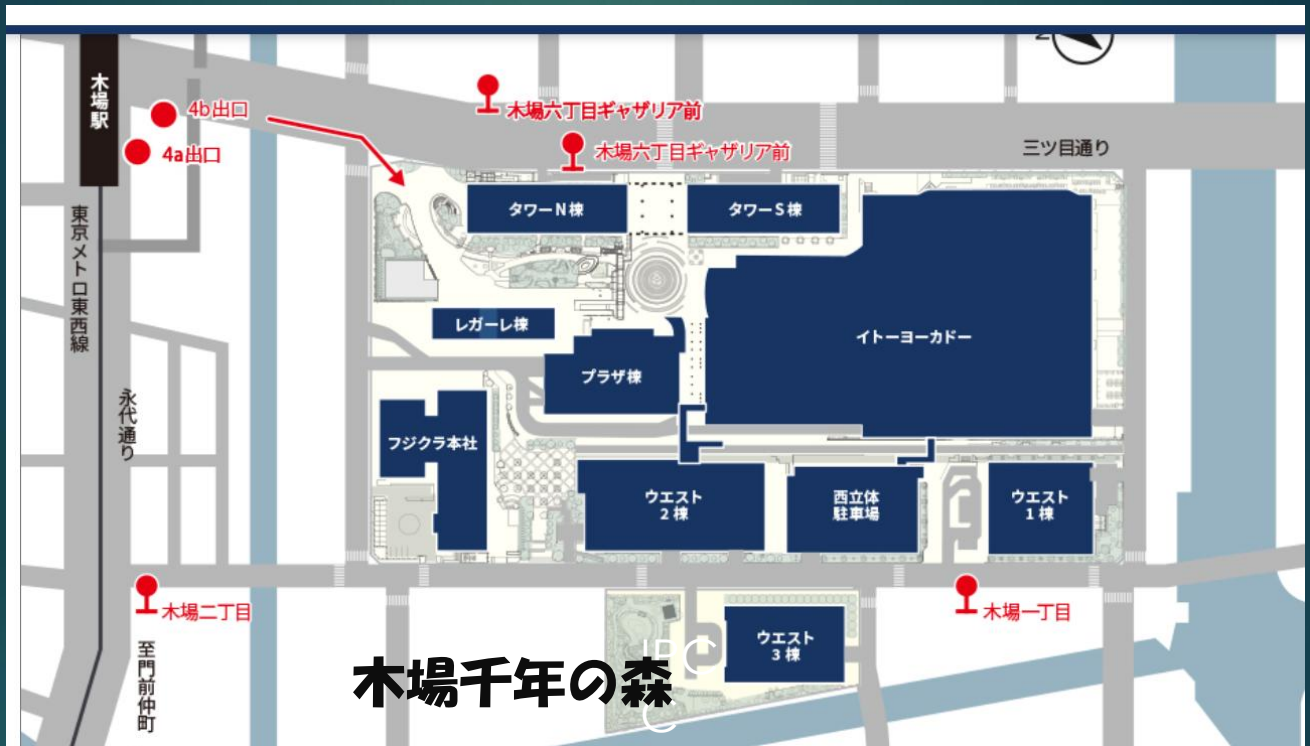 木場駅
4b出口
4a出口
木場六丁目ギャザリア前
木場六丁目ギャザリア前
三ツ目通り
東京メトロ東西線
永代通り
タワーN棟
タワーS棟
レガーレ棟
プラザ棟
イトーヨーカドー
フジクラ本社
ウエスト
2棟
西立体
駐車場
ウエスト
1棟
木場二丁目
木場一丁目
至門前仲町
ウエスト
3棟
木場千年の森